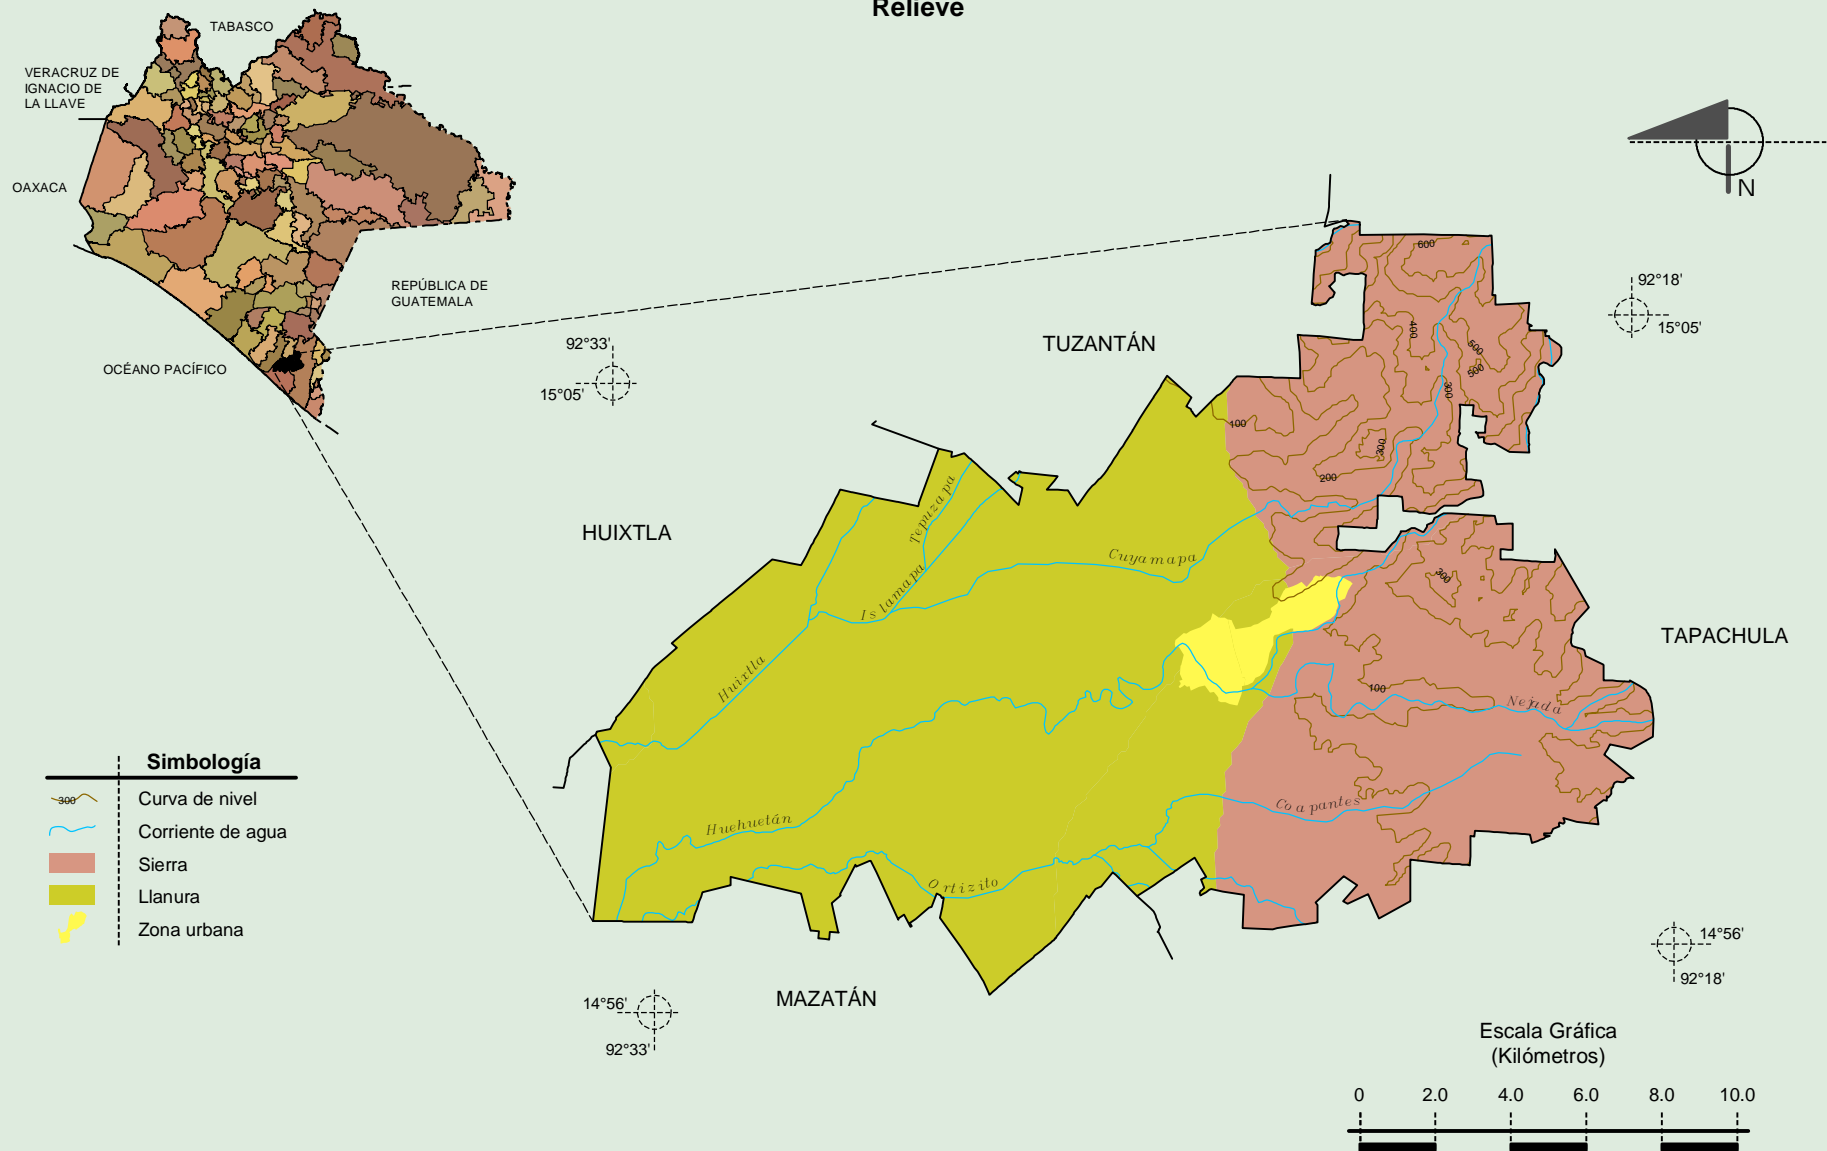 Relieve
TABASCO
VERACRUZ DE
IGNACIO DE
LA LLAVE
OAXACA
REPÚBLICA DE
GUATEMALA
OCÉANO PACÍFICO
N
92°33'
15°05'
92°18'
15°05'
TUZANTÁN
HUIXTLA
TAPACHULA
MAZATÁN
600
400
500
500
300
100
300
200
300
100
Tepuzapa
Islamapa
Cuyamapa
Huixtla
Huehuetán
Ortizito
Nejada
Coapantes
Simbología
300 Curva de nivel
Corriente de agua
Sierra
Llanura
Zona urbana
14°56'
92°33'
14°56'
92°18'
Escala Gráfica
(Kilómetros)
0 2.0 4.0 6.0 8.0 10.0